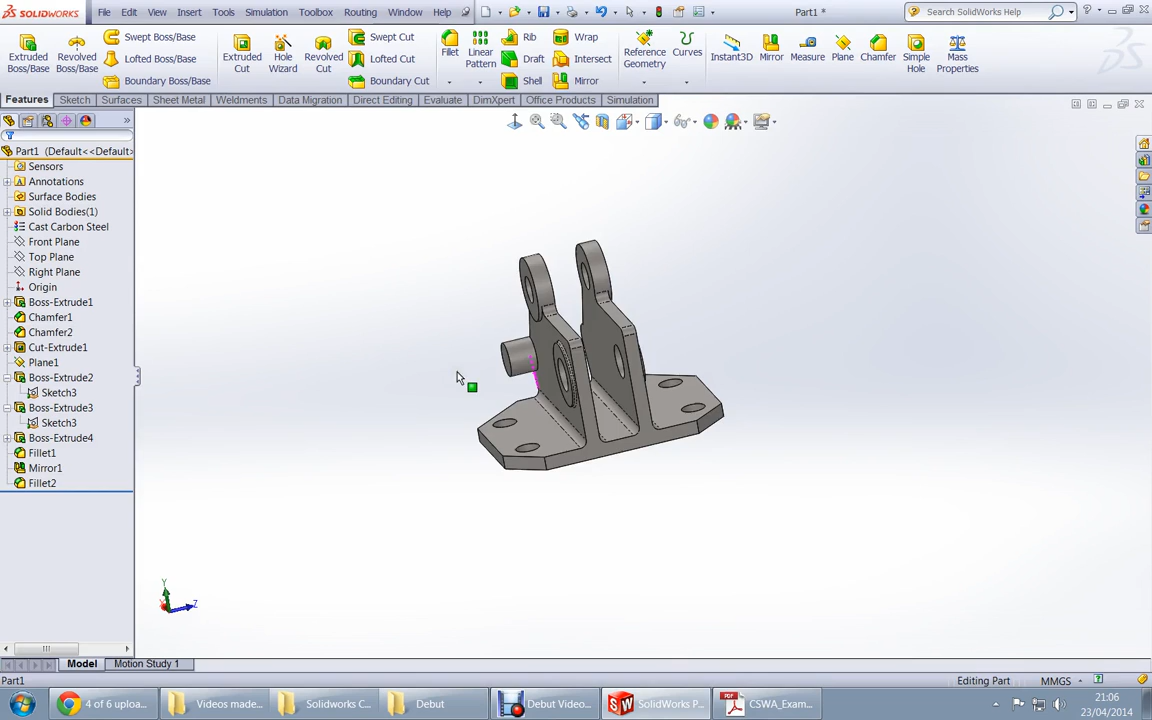 SOLIDWORKS File Edit View Insert Tools Simulation Toolbox Routing Window Help Part1 * Search SolidWorks Help
Extruded Boss/Base
Revolved Boss/Base
Swept Boss/Base
Lofted Boss/Base
Boundary Boss/Base
Extruded Cut
Hole Wizard
Revolved Cut
Swept Cut
Lofted Cut
Boundary Cut
Fillet
Linear Pattern
Rib
Draft
Shell
Wrap
Intersect
Mirror
Reference Geometry
Curves
Instant3D
Mirror
Measure
Plane
Chamfer
Simple Hole
Mass Properties
Features Sketch Surfaces Sheet Metal Weldments Data Migration Direct Editing Evaluate DimXpert Office Products Simulation
Part1 (Default<<Default>
Sensors
Annotations
Surface Bodies
Solid Bodies(1)
Cast Carbon Steel
Front Plane
Top Plane
Right Plane
Origin
Boss-Extrude1
Chamfer1
Chamfer2
Cut-Extrude1
Plane1
Boss-Extrude2
Sketch3
Boss-Extrude3
Sketch3
Boss-Extrude4
Fillet1
Mirror1
Fillet2
Y
Z
Model Motion Study 1
Part1 Editing Part MMGS
4 of 6 uploa... Videos made... Solidworks C... Debut Debut Video... SolidWorks P... CSWA_Exam... 21:06
23/04/2014